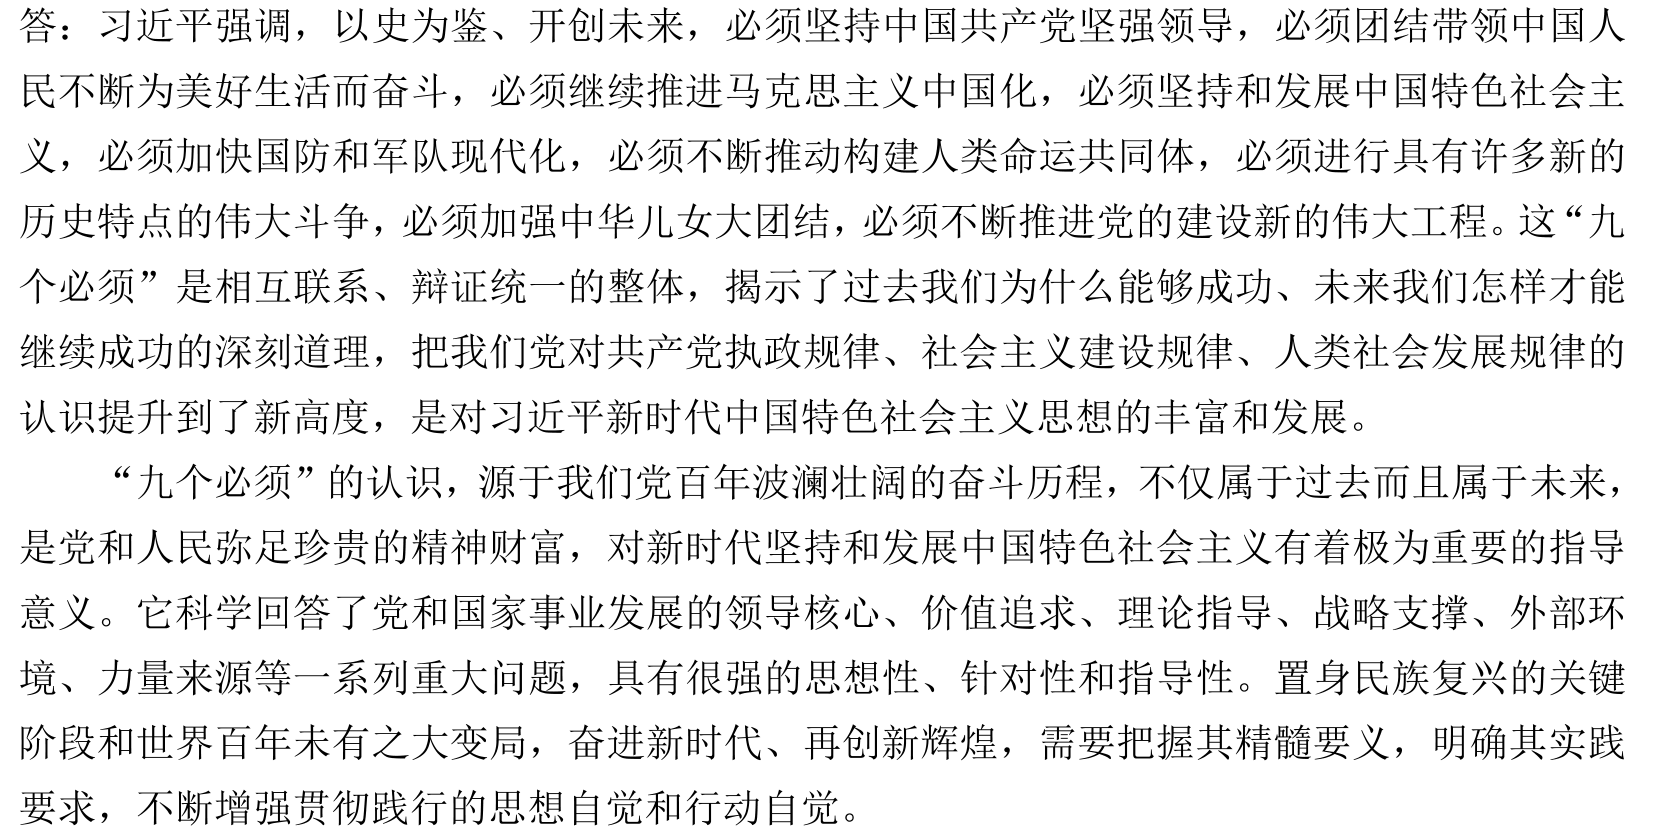 答：习近平强调，以史为鉴、开创未来，必须坚持中国共产党坚强领导，必须团结带领中国人
民不断为美好生活而奋斗，必须继续推进马克思主义中国化，必须坚持和发展中国特色社会主
义，必须加快国防和军队现代化，必须不断推动构建人类命运共同体，必须进行具有许多新的
历史特点的伟大斗争，必须加强中华儿女大团结，必须不断推进党的建设新的伟大工程。这“九
个必须”是相互联系、辩证统一的整体，揭示了过去我们为什么能够成功、未来我们怎样才能
继续成功的深刻道理，把我们党对共产党执政规律、社会主义建设规律、人类社会发展规律的
认识提升到了新高度，是对习近平新时代中国特色社会主义思想的丰富和发展。
“九个必须”的认识，源于我们党百年波澜壮阔的奋斗历程，不仅属于过去而且属于未来，
是党和人民弥足珍贵的精神财富，对新时代坚持和发展中国特色社会主义有着极为重要的指导
意义。它科学回答了党和国家事业发展的领导核心、价值追求、理论指导、战略支撑、外部环
境、力量来源等一系列重大问题，具有很强的思想性、针对性和指导性。置身民族复兴的关键
阶段和世界百年未有之大变局，奋进新时代、再创新辉煌，需要把握其精髓要义，明确其实践
要求，不断增强贯彻践行的思想自觉和行动自觉。